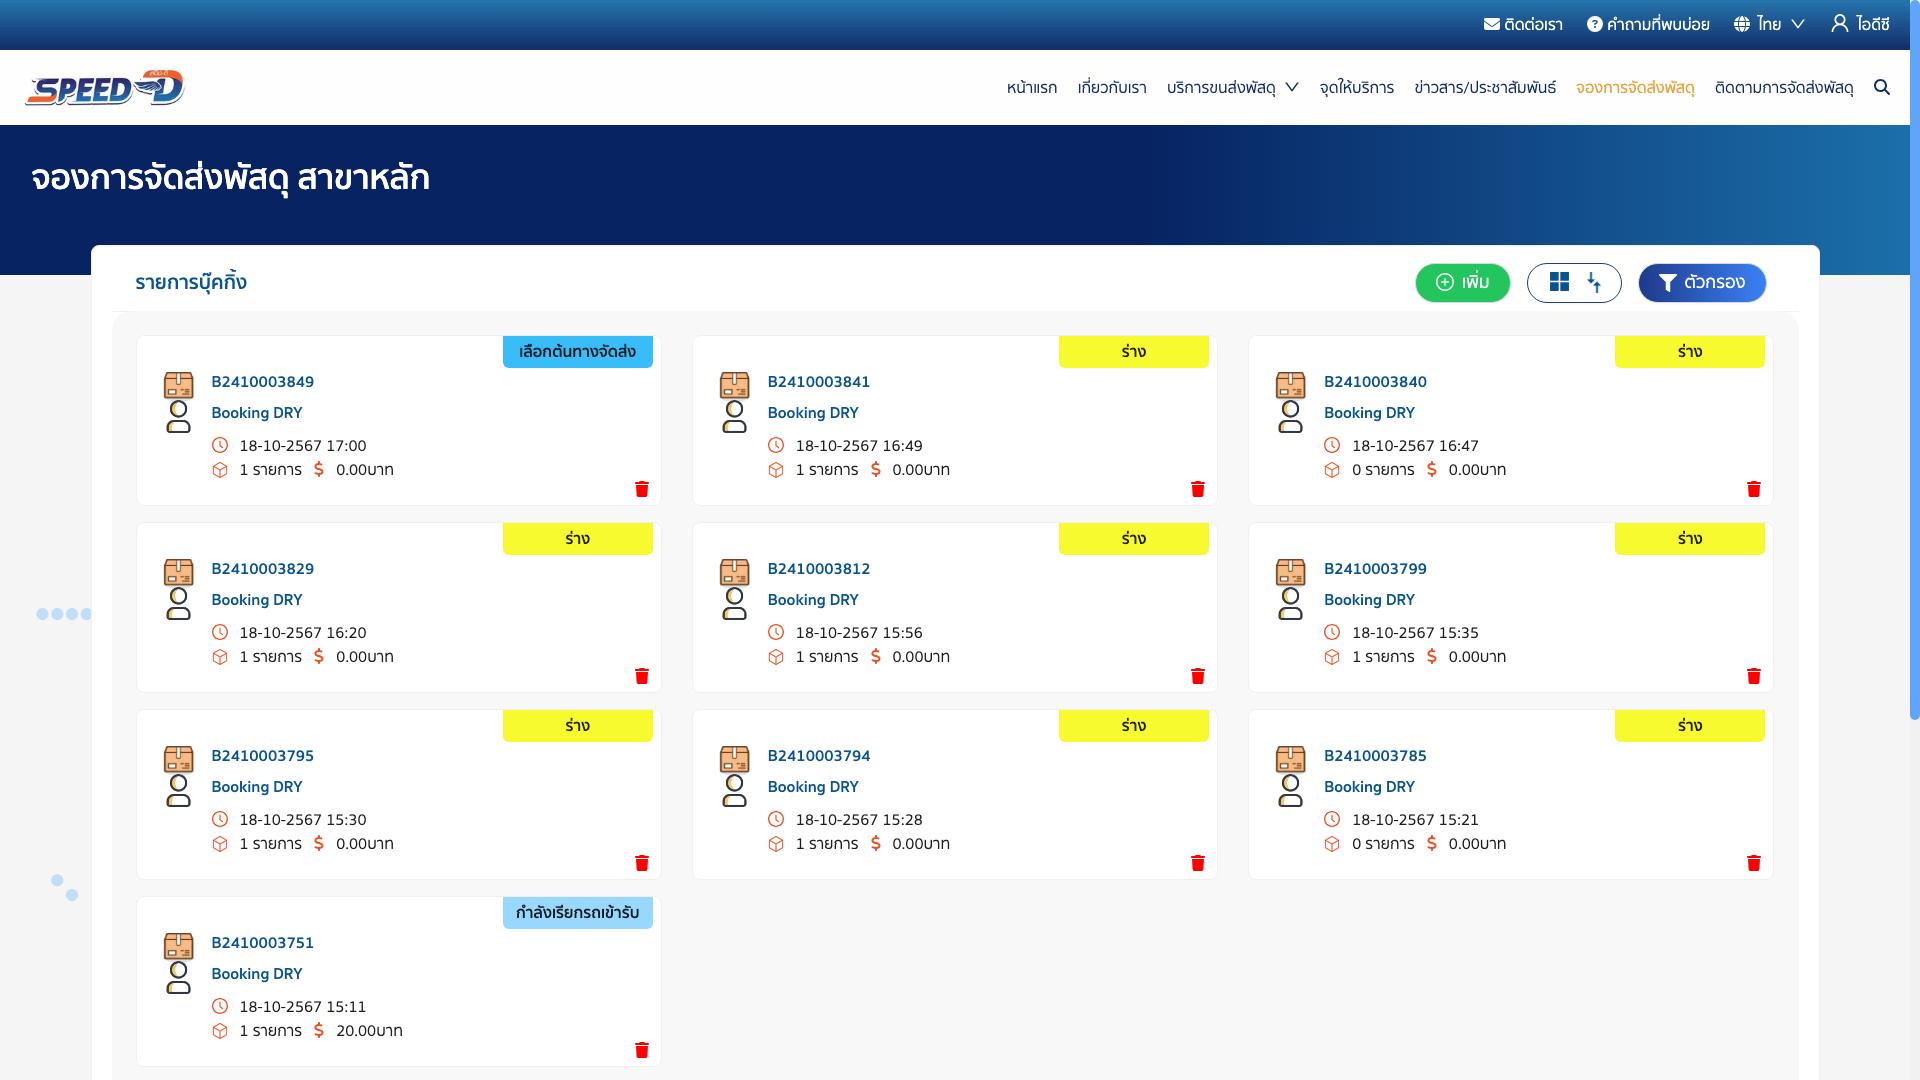 ติดต่อเรา คำถามที่พบบ่อย ไทย ไอดีซี
SPEED-D
หน้าแรก เกี่ยวกับเรา บริการขนส่งพัสดุ จุดให้บริการ ข่าวสาร/ประชาสัมพันธ์ จองการจัดส่งพัสดุ ติดตามการจัดส่งพัสดุ
จองการจัดส่งพัสดุ สาขาหลัก
รายการบุ๊คกิ้ง
เพิ่ม
ตัวกรอง
เลือกต้นทางจัดส่ง
B2410003849
Booking DRY
18-10-2567 17:00
1 รายการ $ 0.00บาท
ร่าง
B2410003841
Booking DRY
18-10-2567 16:49
1 รายการ $ 0.00บาท
ร่าง
B2410003840
Booking DRY
18-10-2567 16:47
0 รายการ $ 0.00บาท
ร่าง
B2410003829
Booking DRY
18-10-2567 16:20
1 รายการ $ 0.00บาท
ร่าง
B2410003812
Booking DRY
18-10-2567 15:56
1 รายการ $ 0.00บาท
ร่าง
B2410003799
Booking DRY
18-10-2567 15:35
1 รายการ $ 0.00บาท
ร่าง
B2410003795
Booking DRY
18-10-2567 15:30
1 รายการ $ 0.00บาท
ร่าง
B2410003794
Booking DRY
18-10-2567 15:28
1 รายการ $ 0.00บาท
ร่าง
B2410003785
Booking DRY
18-10-2567 15:21
0 รายการ $ 0.00บาท
กำลังเรียกรถเข้ารับ
B2410003751
Booking DRY
18-10-2567 15:11
1 รายการ $ 20.00บาท